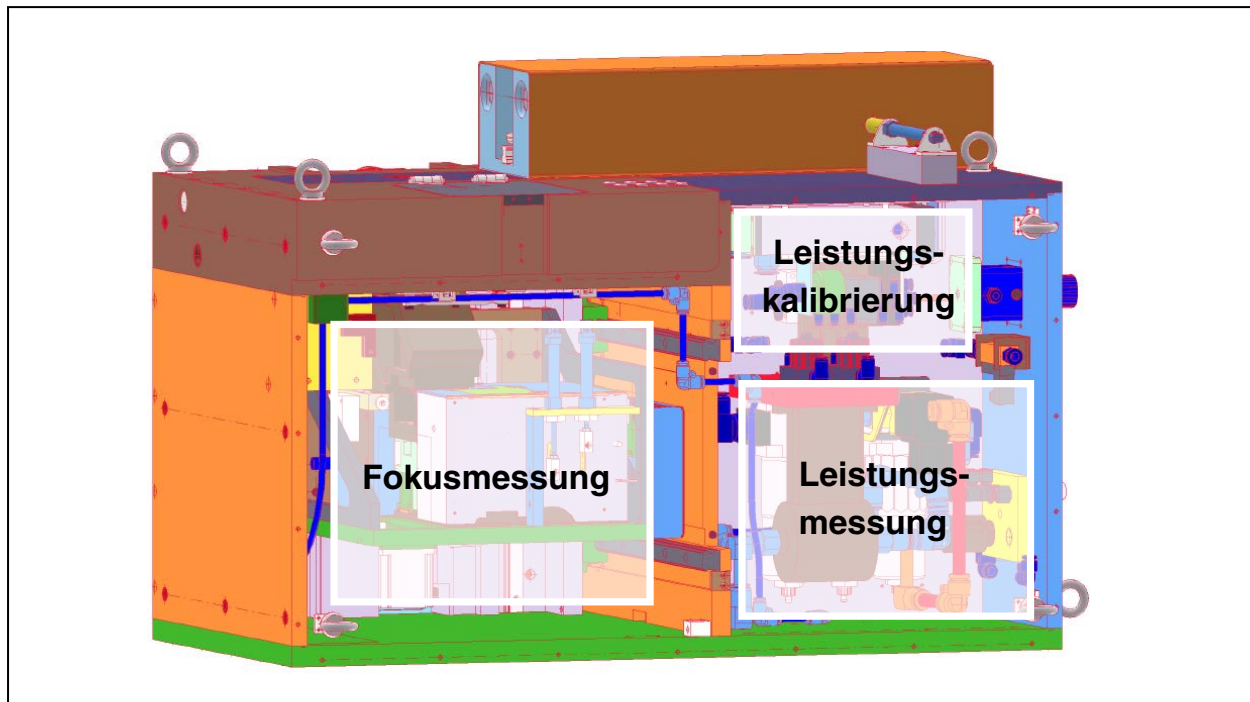 Leistungs-
kalibrierung
Fokusmessung
Leistungs-
messung